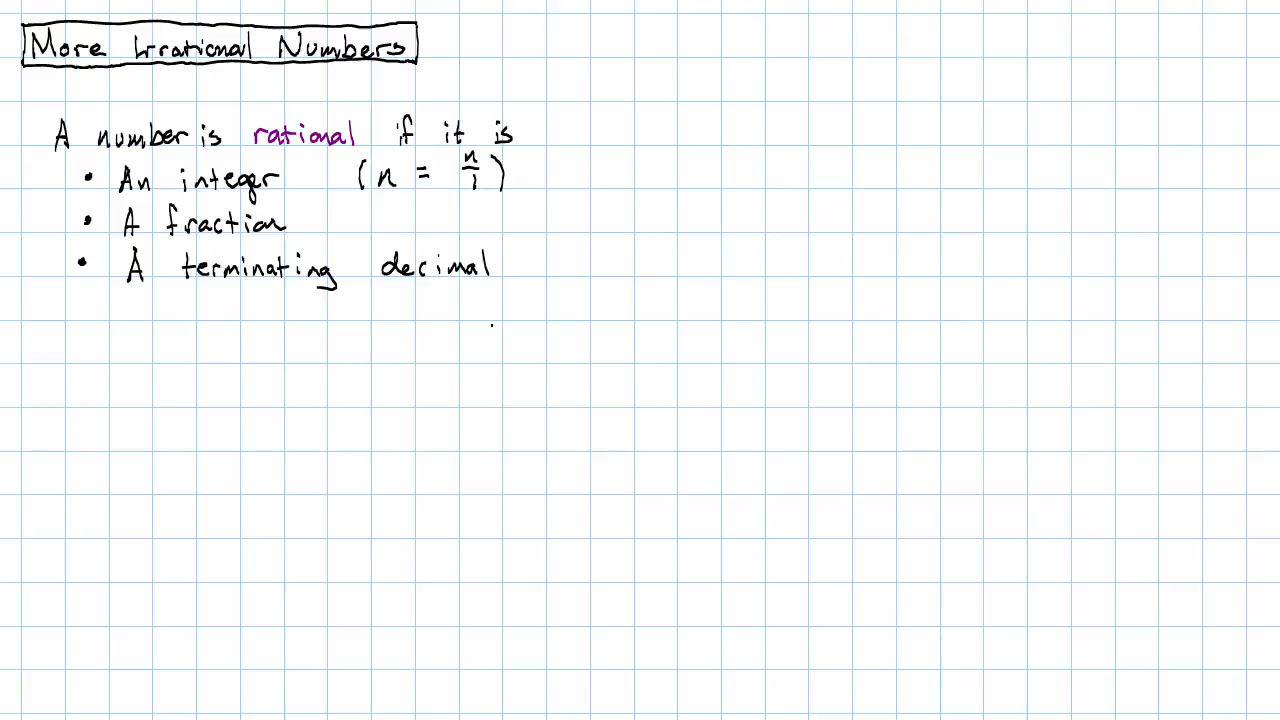 More Irrational Numbers
A number is rational if it is
• An integer (n = n/1)
• A fraction
• A terminating decimal